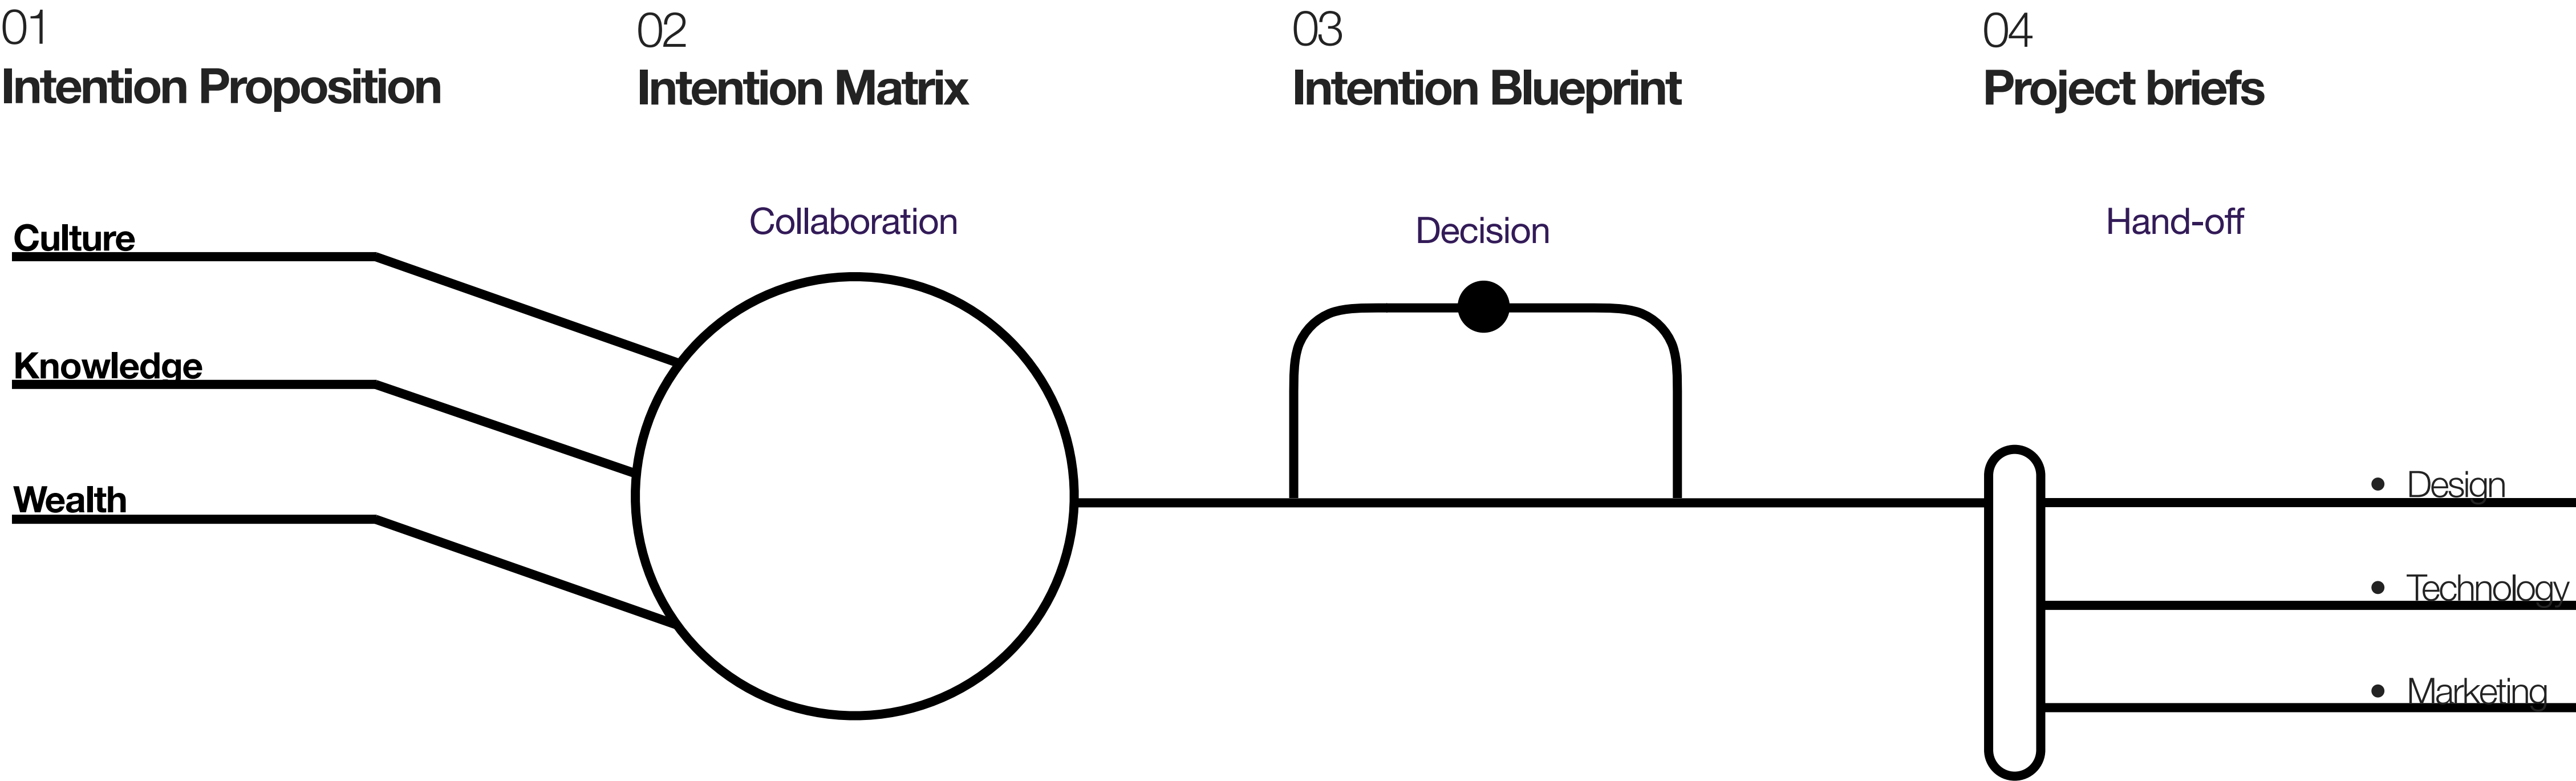 01
Intention Proposition
02
Intention Matrix
03
Intention Blueprint
04
Project briefs
Culture
Knowledge
Wealth
Collaboration
Decision
Hand-off
• Design
• Technology
• Marketing